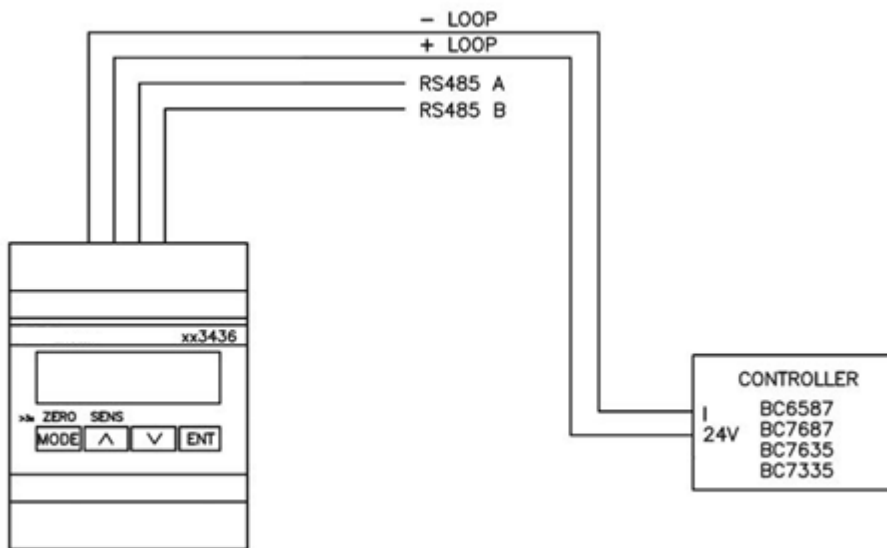 - LOOP
+ LOOP
RS485 A
RS485 B
xx3436
ZERO SENS
MODE ∧ ∨ ENT
CONTROLLER
I BC6587
24V BC7687
BC7635
BC7335